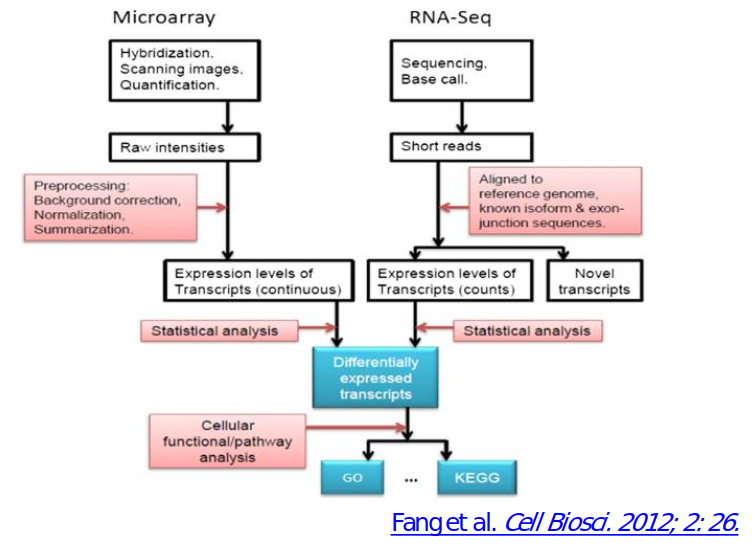 Microarray
RNA-Seq
Hybridization,
Scanning images,
Quantification.
Sequencing,
Base call.
Raw intensities
Short reads
Preprocessing:
Background correction,
Normalization,
Summarization.
Aligned to
reference genome,
known isoform & exon-
junction sequences.
Expression levels of
Transcripts (continuous)
Expression levels of
Transcripts (counts)
Novel
transcripts
Statistical analysis
Statistical analysis
Differentially
expressed
transcripts
Cellular
functional/pathway
analysis
GO
...
KEGG
Fang et al. Cell Biosci. 2012; 2: 26.